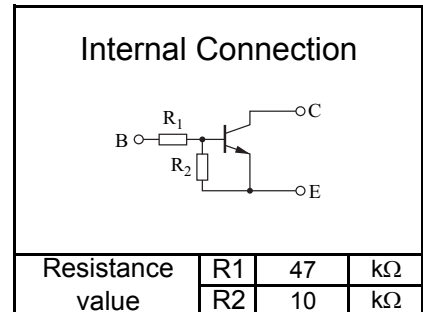 Internal Connection
C
R1
B
R2
E
Resistance value R1 47 kΩ
R2 10 kΩ